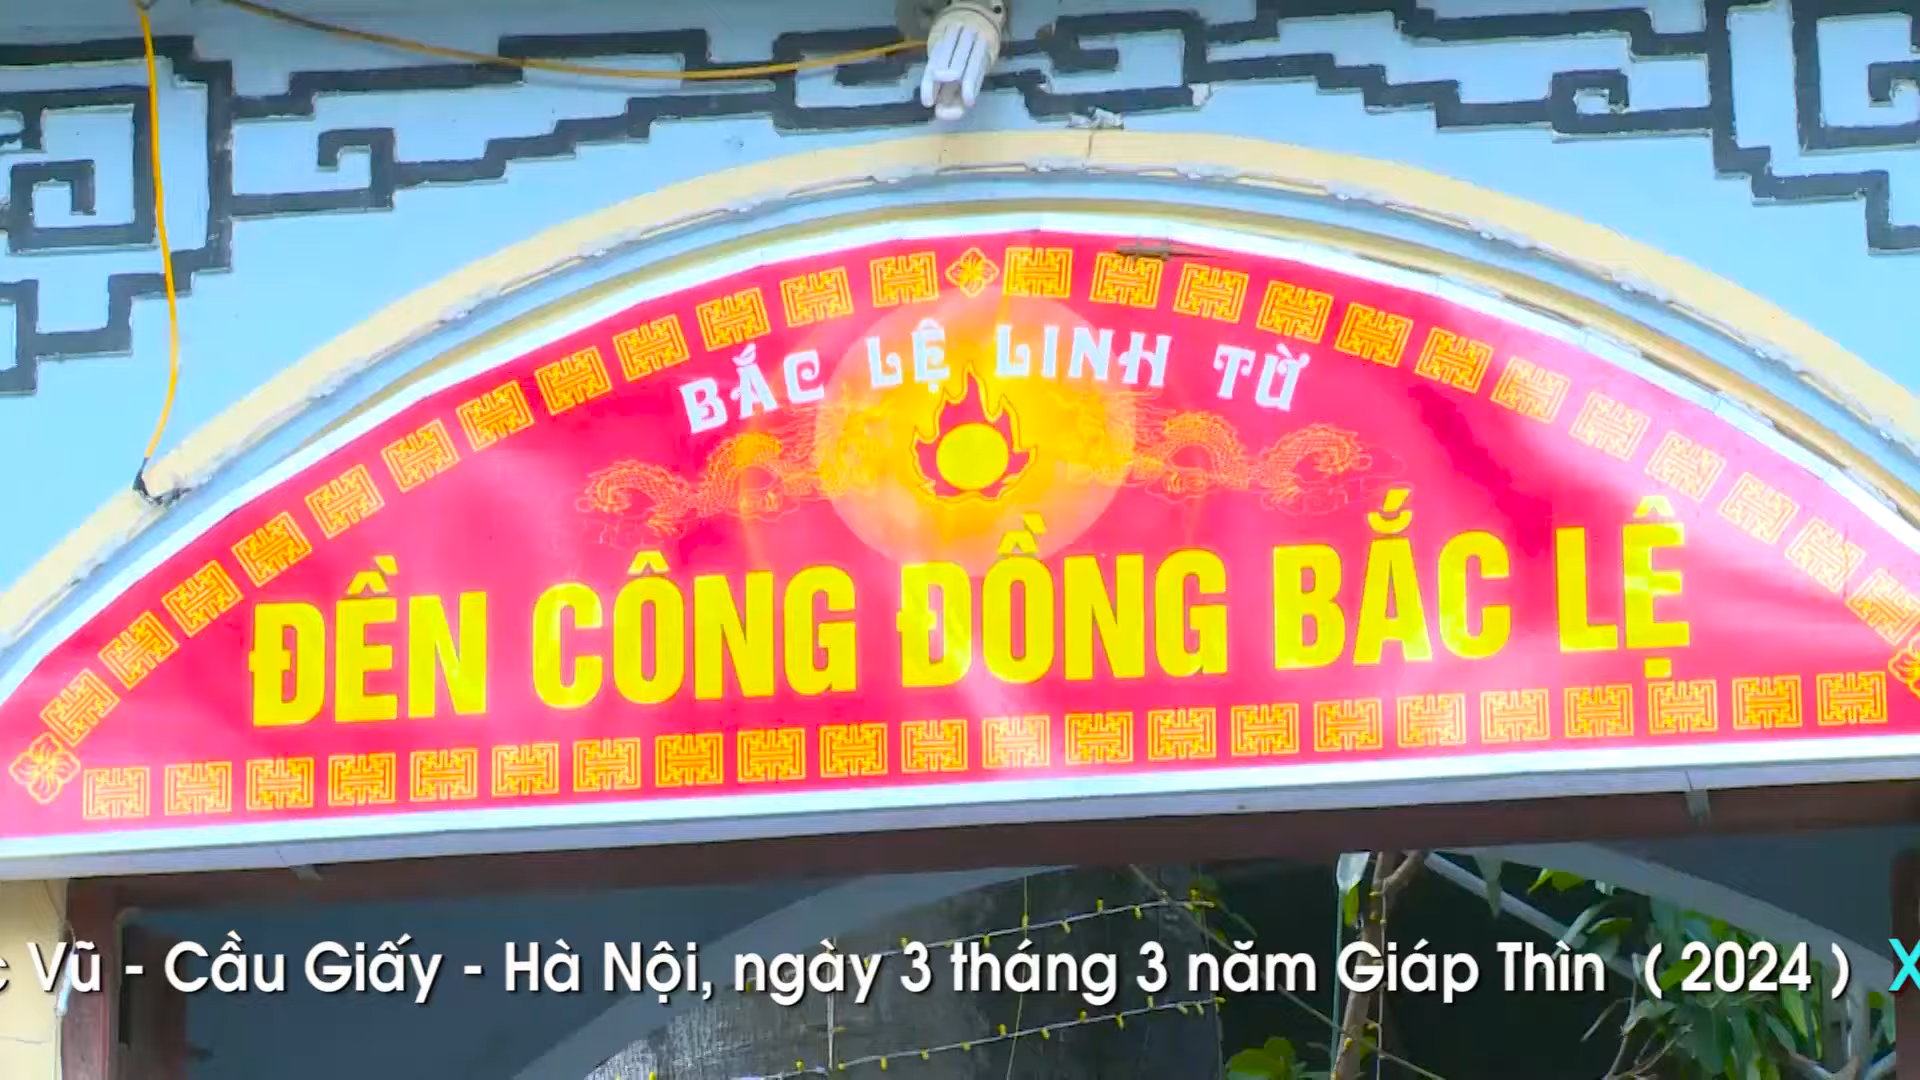 BẮC LỆ LINH TỪ
ĐỀN CÔNG ĐỒNG BẮC LỆ
Vũ - Cầu Giấy - Hà Nội, ngày 3 tháng 3 năm Giáp Thìn ( 2024 )